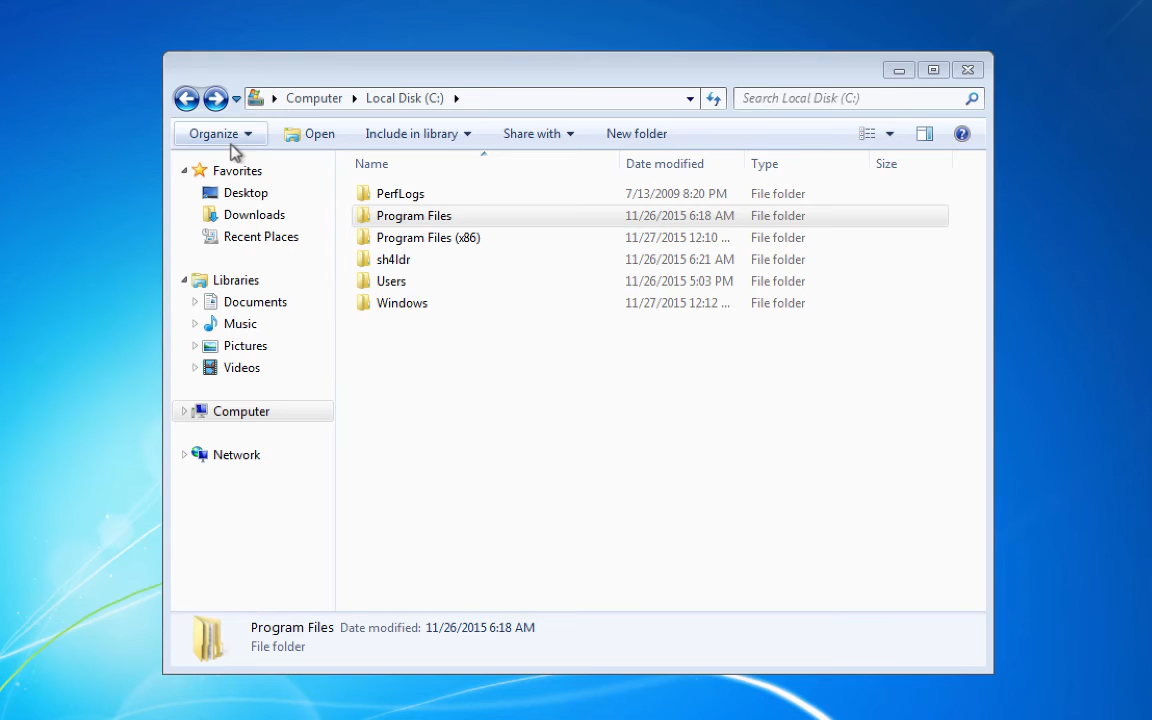 Computer Local Disk (C:) Search Local Disk (C:)
Organize Open Include in library Share with New folder
Name Date modified Type Size
Favorites
Desktop
Downloads
Recent Places
Libraries
Documents
Music
Pictures
Videos
Computer
Network
PerfLogs 7/13/2009 8:20 PM File folder
Program Files 11/26/2015 6:18 AM File folder
Program Files (x86) 11/27/2015 12:10 ... File folder
sh4ldr 11/26/2015 6:21 AM File folder
Users 11/26/2015 5:03 PM File folder
Windows 11/27/2015 12:12 ... File folder
Program Files Date modified: 11/26/2015 6:18 AM
File folder